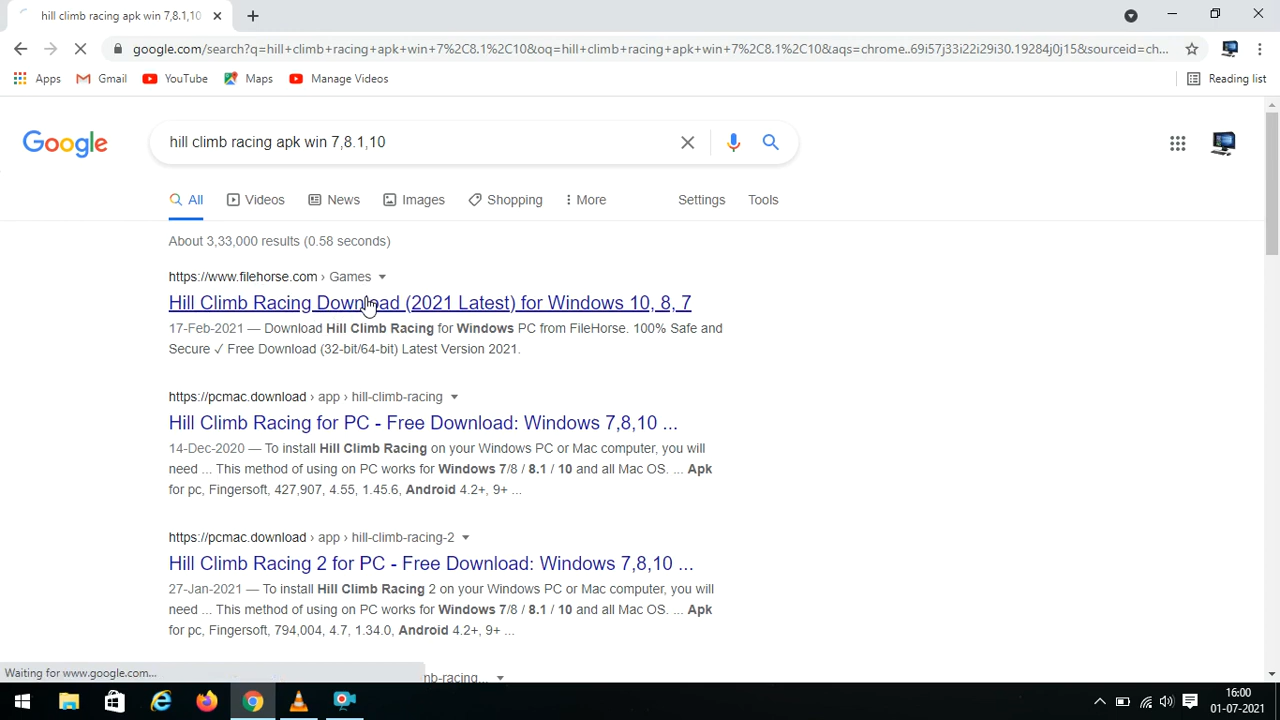 hill climb racing apk win 7,8.1,10
google.com/search?q=hill+climb+racing+apk+win+7%2C8.1%2C10&oq=hill+climb+racing+apk+win+7%2C8.1%2C10&aqs=chrome..69i57j33i22i29i30.19284j0j15&sourceid=ch...
Apps Gmail YouTube Maps Manage Videos Reading list
Google hill climb racing apk win 7,8.1,10
All Videos News Images Shopping More Settings Tools
About 3,33,000 results (0.58 seconds)
https://www.filehorse.com › Games
Hill Climb Racing Download (2021 Latest) for Windows 10, 8, 7
17-Feb-2021 — Download Hill Climb Racing for Windows PC from FileHorse. 100% Safe and
Secure ✓ Free Download (32-bit/64-bit) Latest Version 2021.
https://pcmac.download › app › hill-climb-racing
Hill Climb Racing for PC - Free Download: Windows 7,8,10 ...
14-Dec-2020 — To install Hill Climb Racing on your Windows PC or Mac computer, you will
need ... This method of using on PC works for Windows 7/8 / 8.1 / 10 and all Mac OS. ... Apk
for pc, Fingersoft, 427,907, 4.55, 1.45.6, Android 4.2+, 9+ ...
https://pcmac.download › app › hill-climb-racing-2
Hill Climb Racing 2 for PC - Free Download: Windows 7,8,10 ...
27-Jan-2021 — To install Hill Climb Racing 2 on your Windows PC or Mac computer, you will
need ... This method of using on PC works for Windows 7/8 / 8.1 / 10 and all Mac OS. ... Apk
for pc, Fingersoft, 794,004, 4.7, 1.34.0, Android 4.2+, 9+ ...
Waiting for www.google.com...
mb-racing...
16:00
01-07-2021